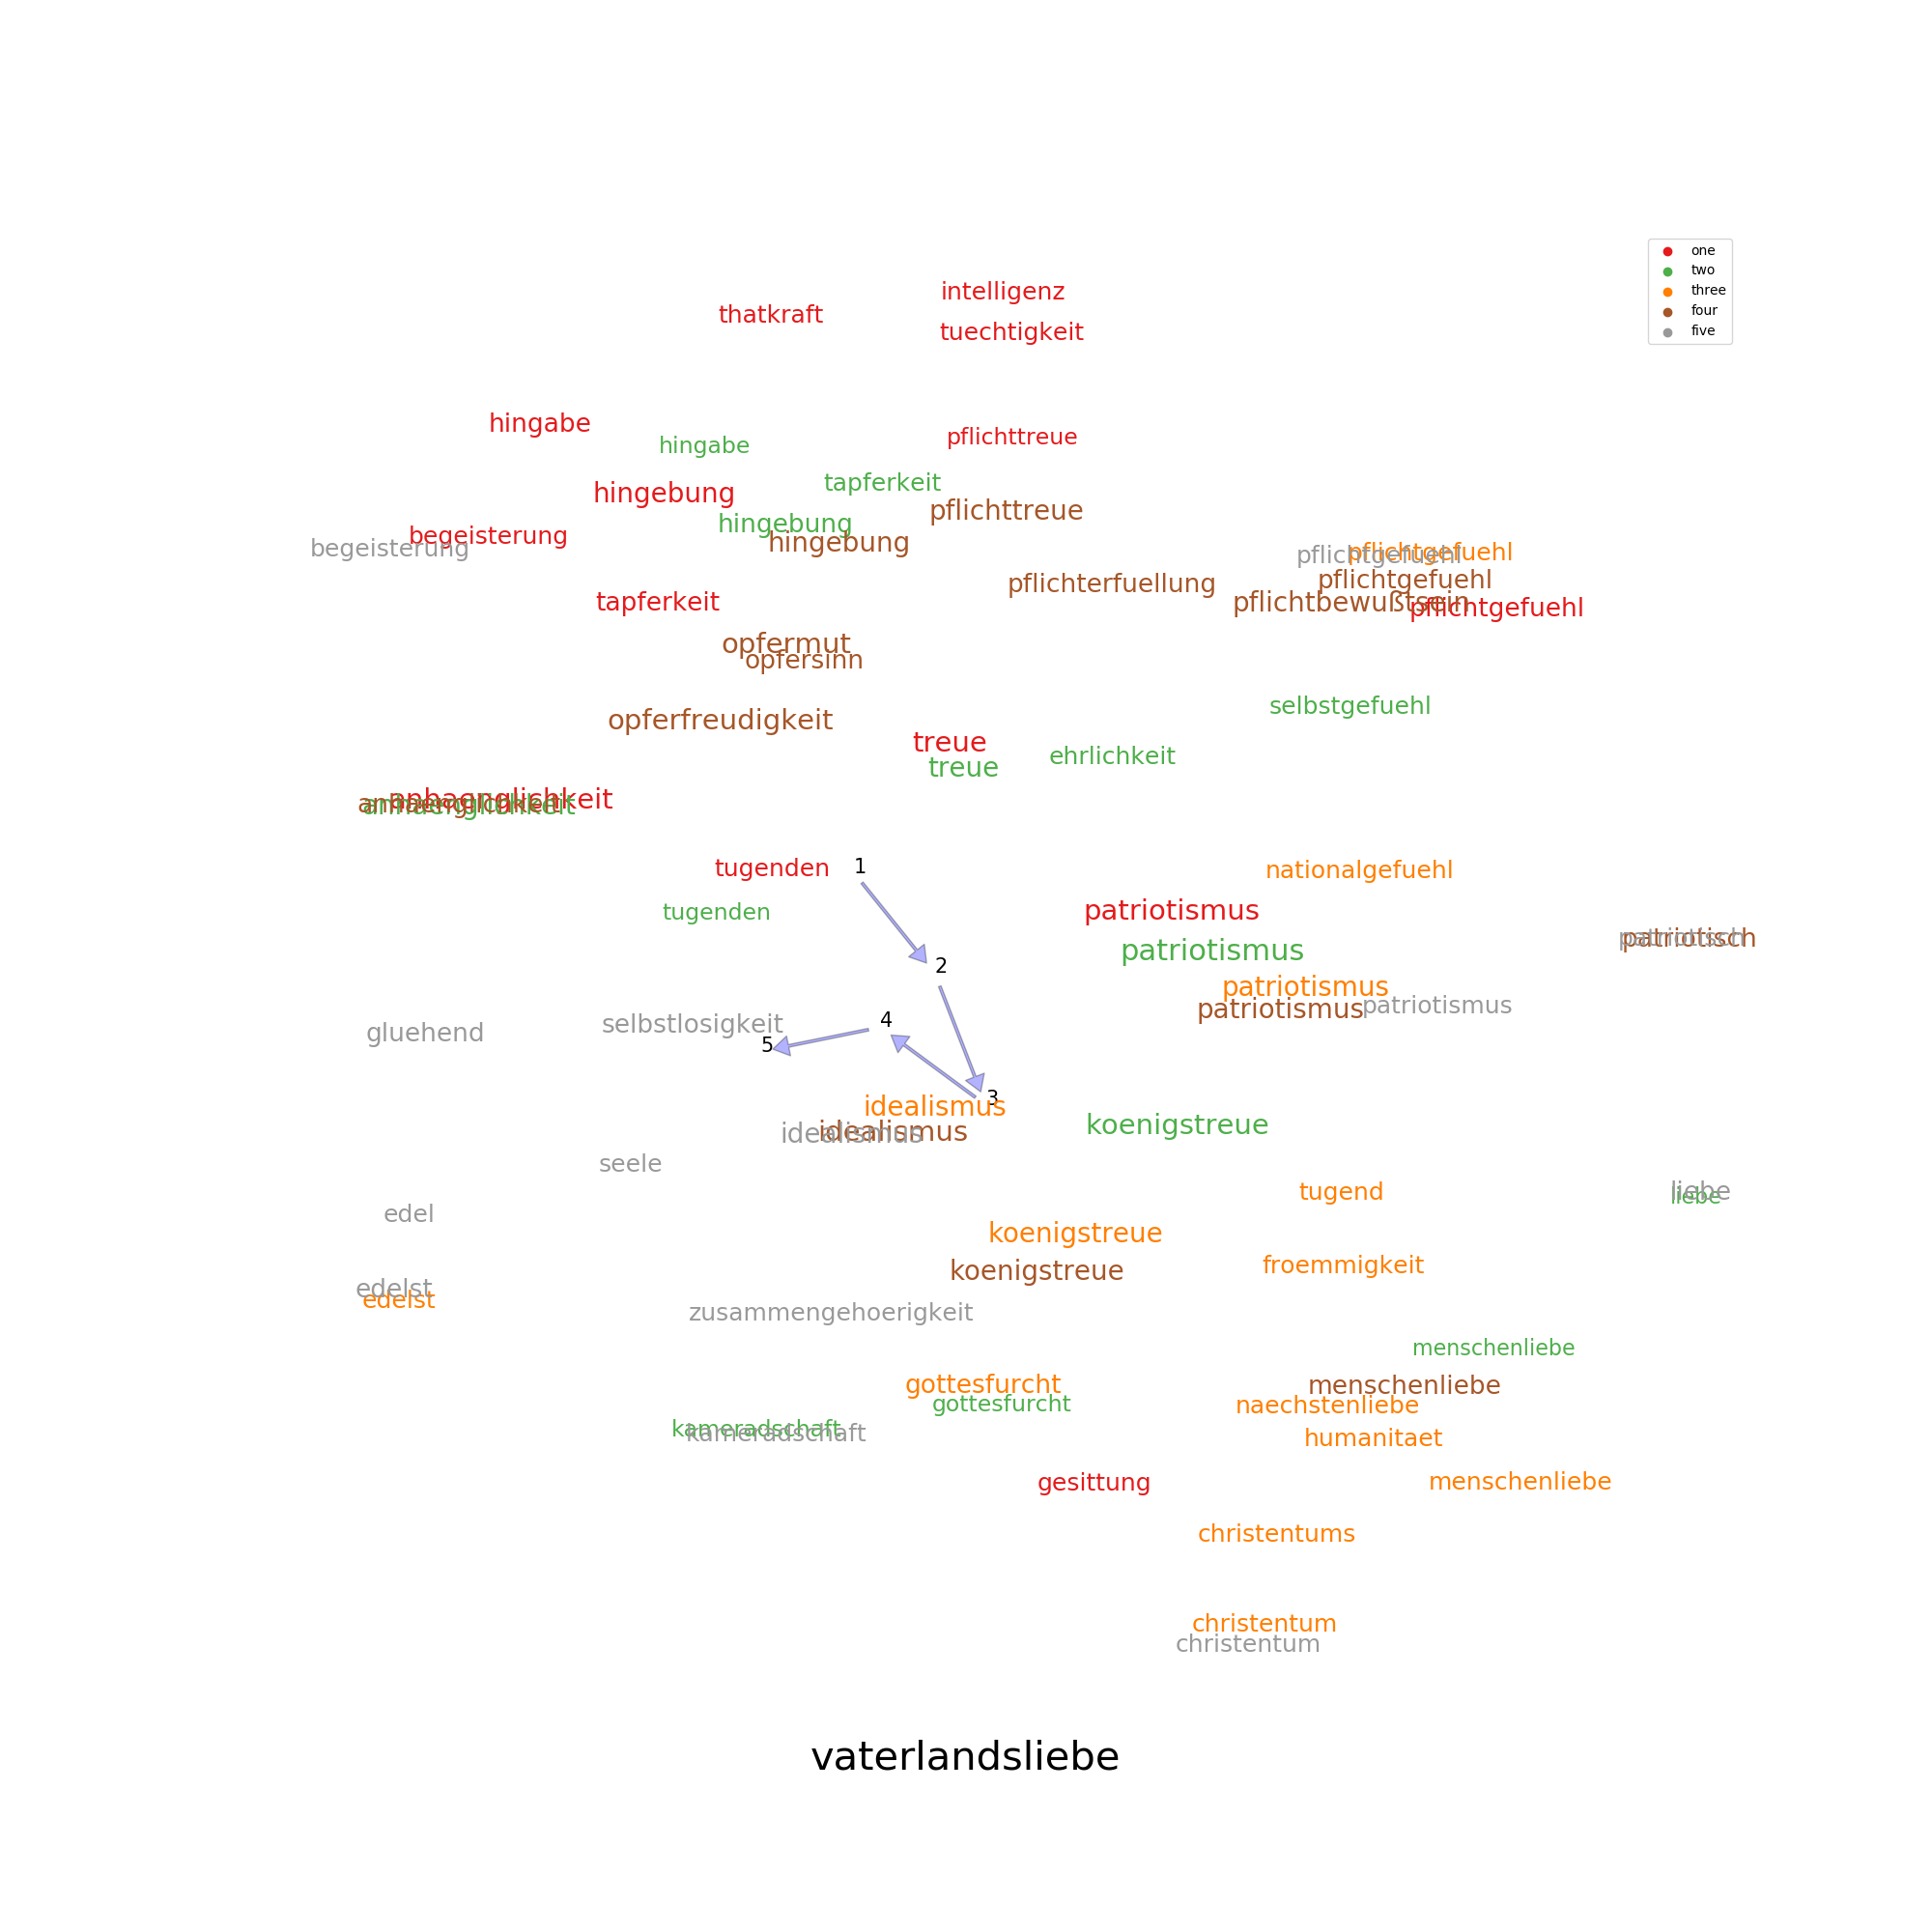 one
two
three
four
five
intelligenz
thatkraft
tuechtigkeit
hingabe
pflichttreue
hingabe
tapferkeit
hingebung
pflichttreue
hingebung
begeisterung
hingebung
begeisterung
pflichtgefuehl
pflichtgefuehl
pflichterfuellung
pflichtgefuehl
tapferkeit
pflichtbewußtsein
pflichtgefuehl
opfermut
opfersinn
selbstgefuehl
opferfreudigkeit
treue
ehrlichkeit
treue
anhaenglichkeit
anhaenglichkeit
anhaenglichkeit
tugenden
1
nationalgefuehl
tugenden
patriotismus
patriotisch
patriotisch
patriotismus
2
patriotismus
patriotismus
patriotismus
4
selbstlosigkeit
gluehend
5
3
idealismus
koenigstreue
idealismus
idealismus
seele
tugend
liebe
liebe
edel
koenigstreue
froemmigkeit
koenigstreue
edelst
edelst
zusammengehoerigkeit
menschenliebe
gottesfurcht
menschenliebe
gottesfurcht
naechstenliebe
kameradschaft
kameradschaft
humanitaet
gesittung
menschenliebe
christentums
christentum
christentum
vaterlandsliebe